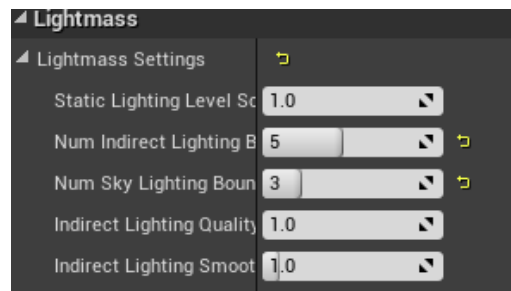 Lightmass
Lightmass Settings
Static Lighting Level Sc 1.0
Num Indirect Lighting B 5
Num Sky Lighting Boun 3
Indirect Lighting Quality 1.0
Indirect Lighting Smoot 1.0